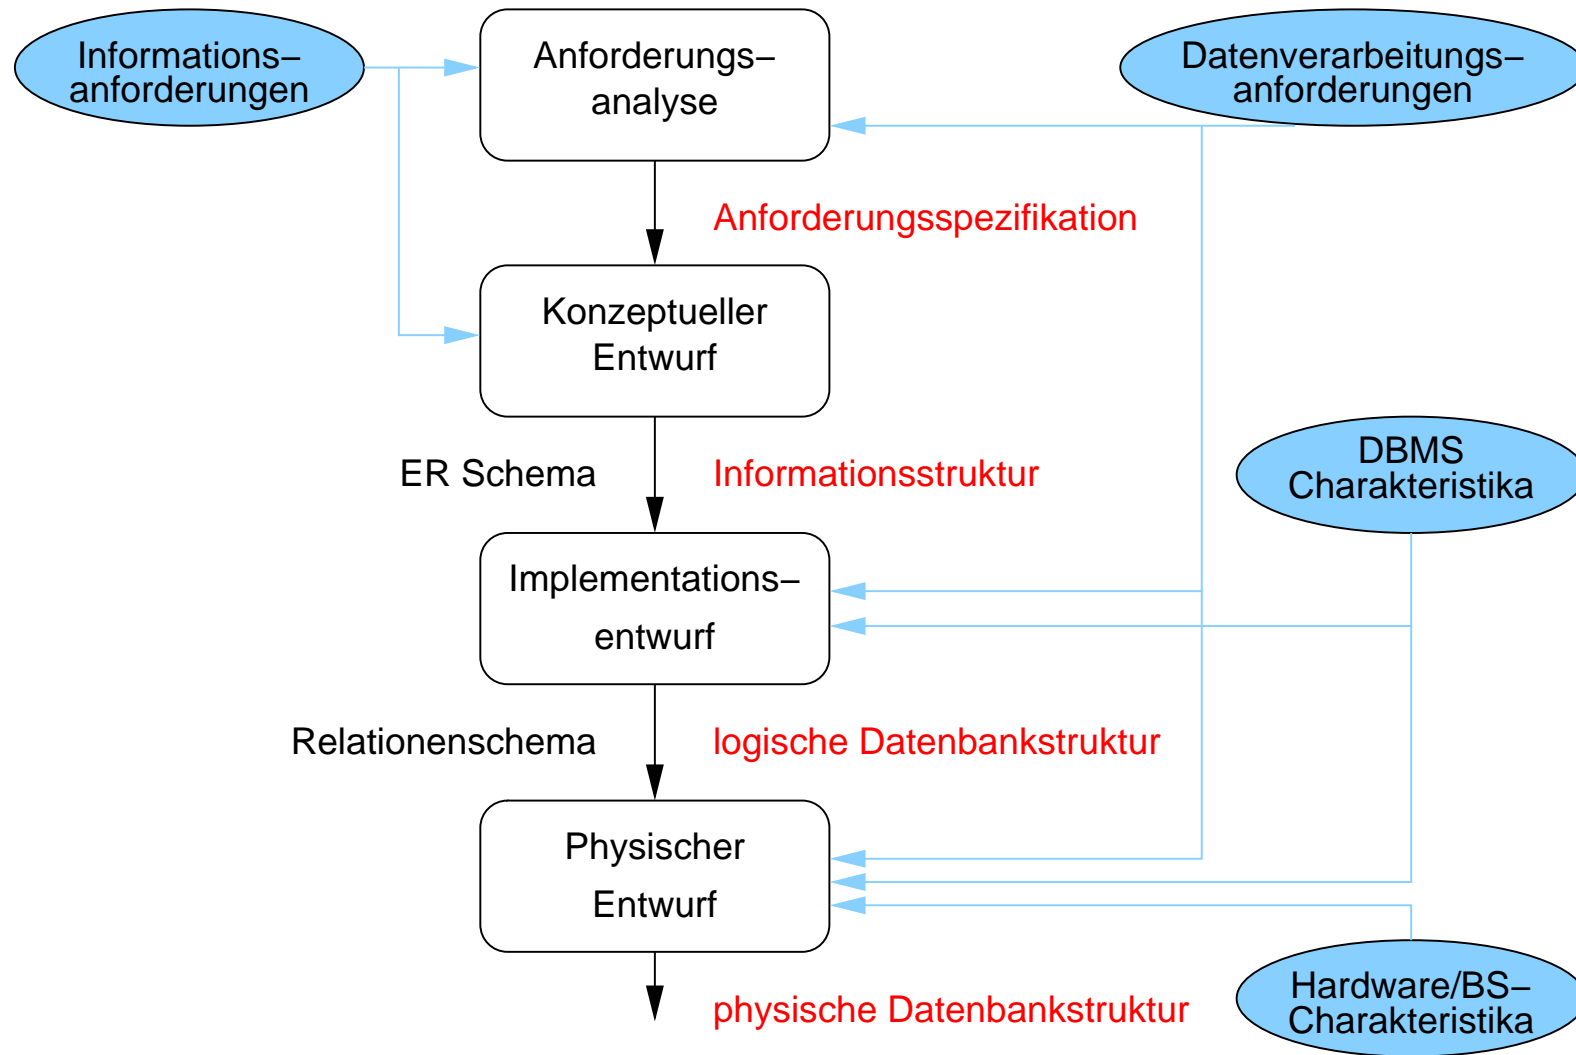 Informations–
anforderungen
Anforderungs–
analyse
Datenverarbeitungs–
anforderungen
Anforderungsspezifikation
Konzeptueller
Entwurf
ER Schema
Informationsstruktur
DBMS
Charakteristika
Implementations–
entwurf
Relationenschema
logische Datenbankstruktur
Physischer
Entwurf
physische Datenbankstruktur
Hardware/BS–
Charakteristika